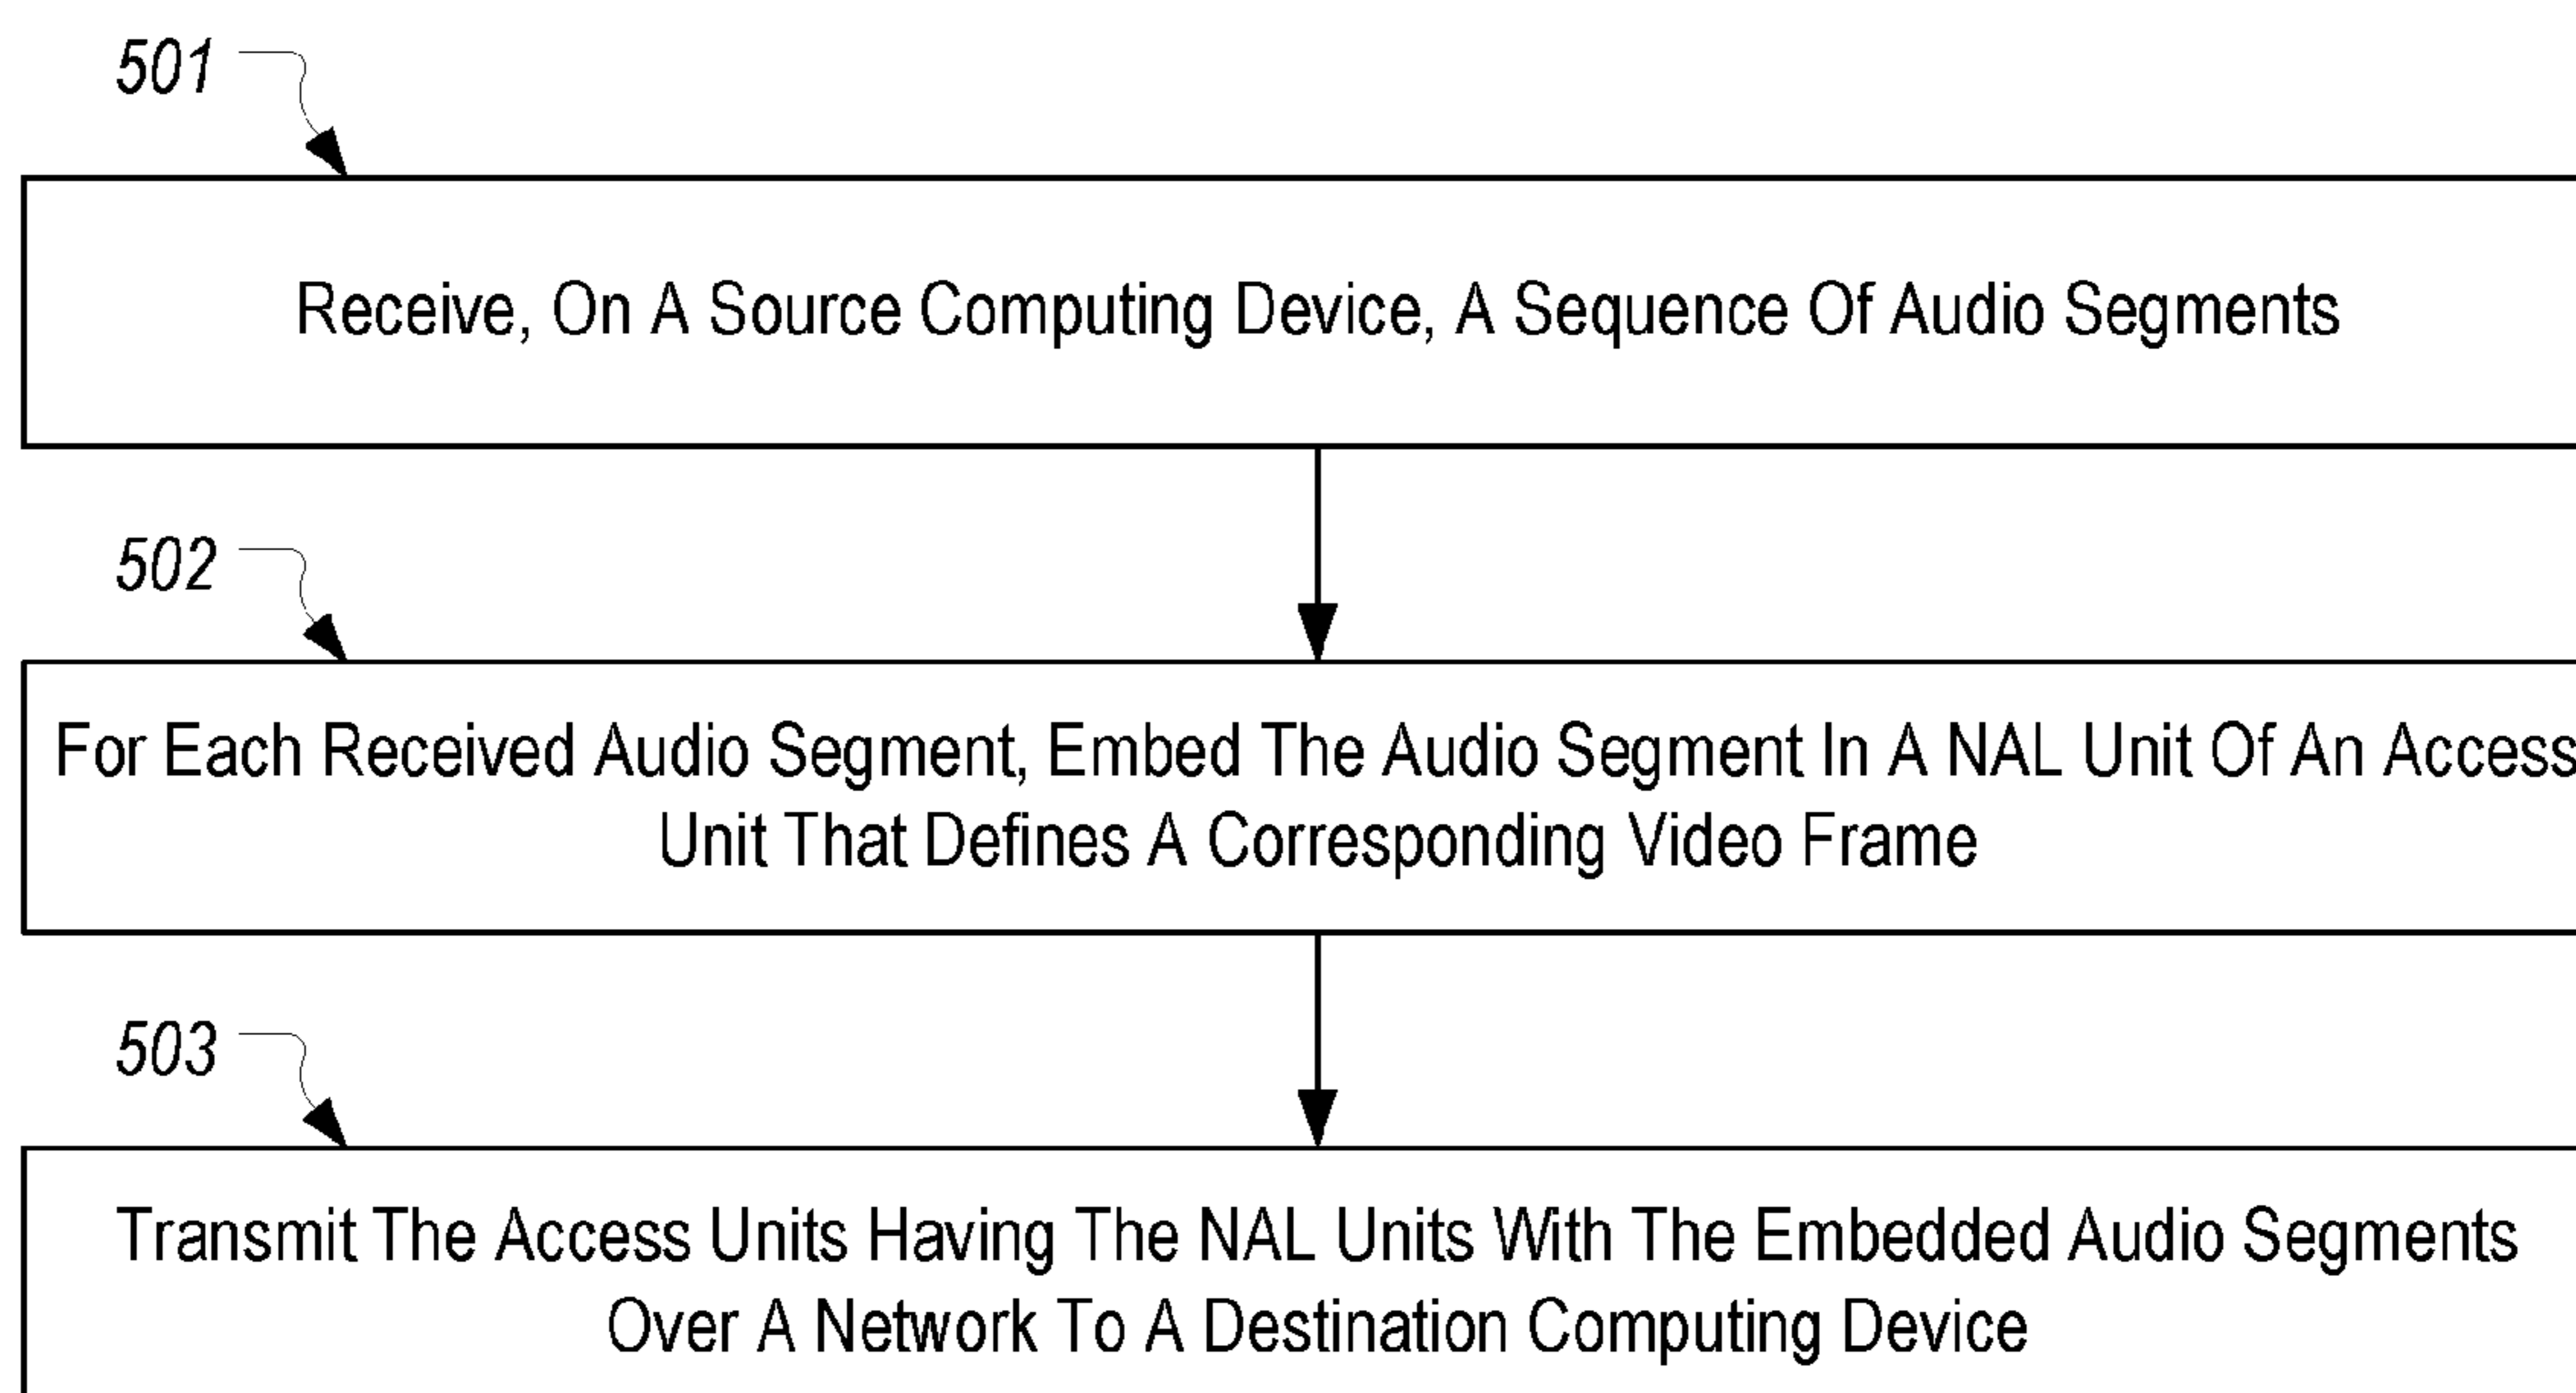 501
Receive, On A Source Computing Device, A Sequence Of Audio Segments
502
For Each Received Audio Segment, Embed The Audio Segment In A NAL Unit Of An Access
Unit That Defines A Corresponding Video Frame
503
Transmit The Access Units Having The NAL Units With The Embedded Audio Segments
Over A Network To A Destination Computing Device